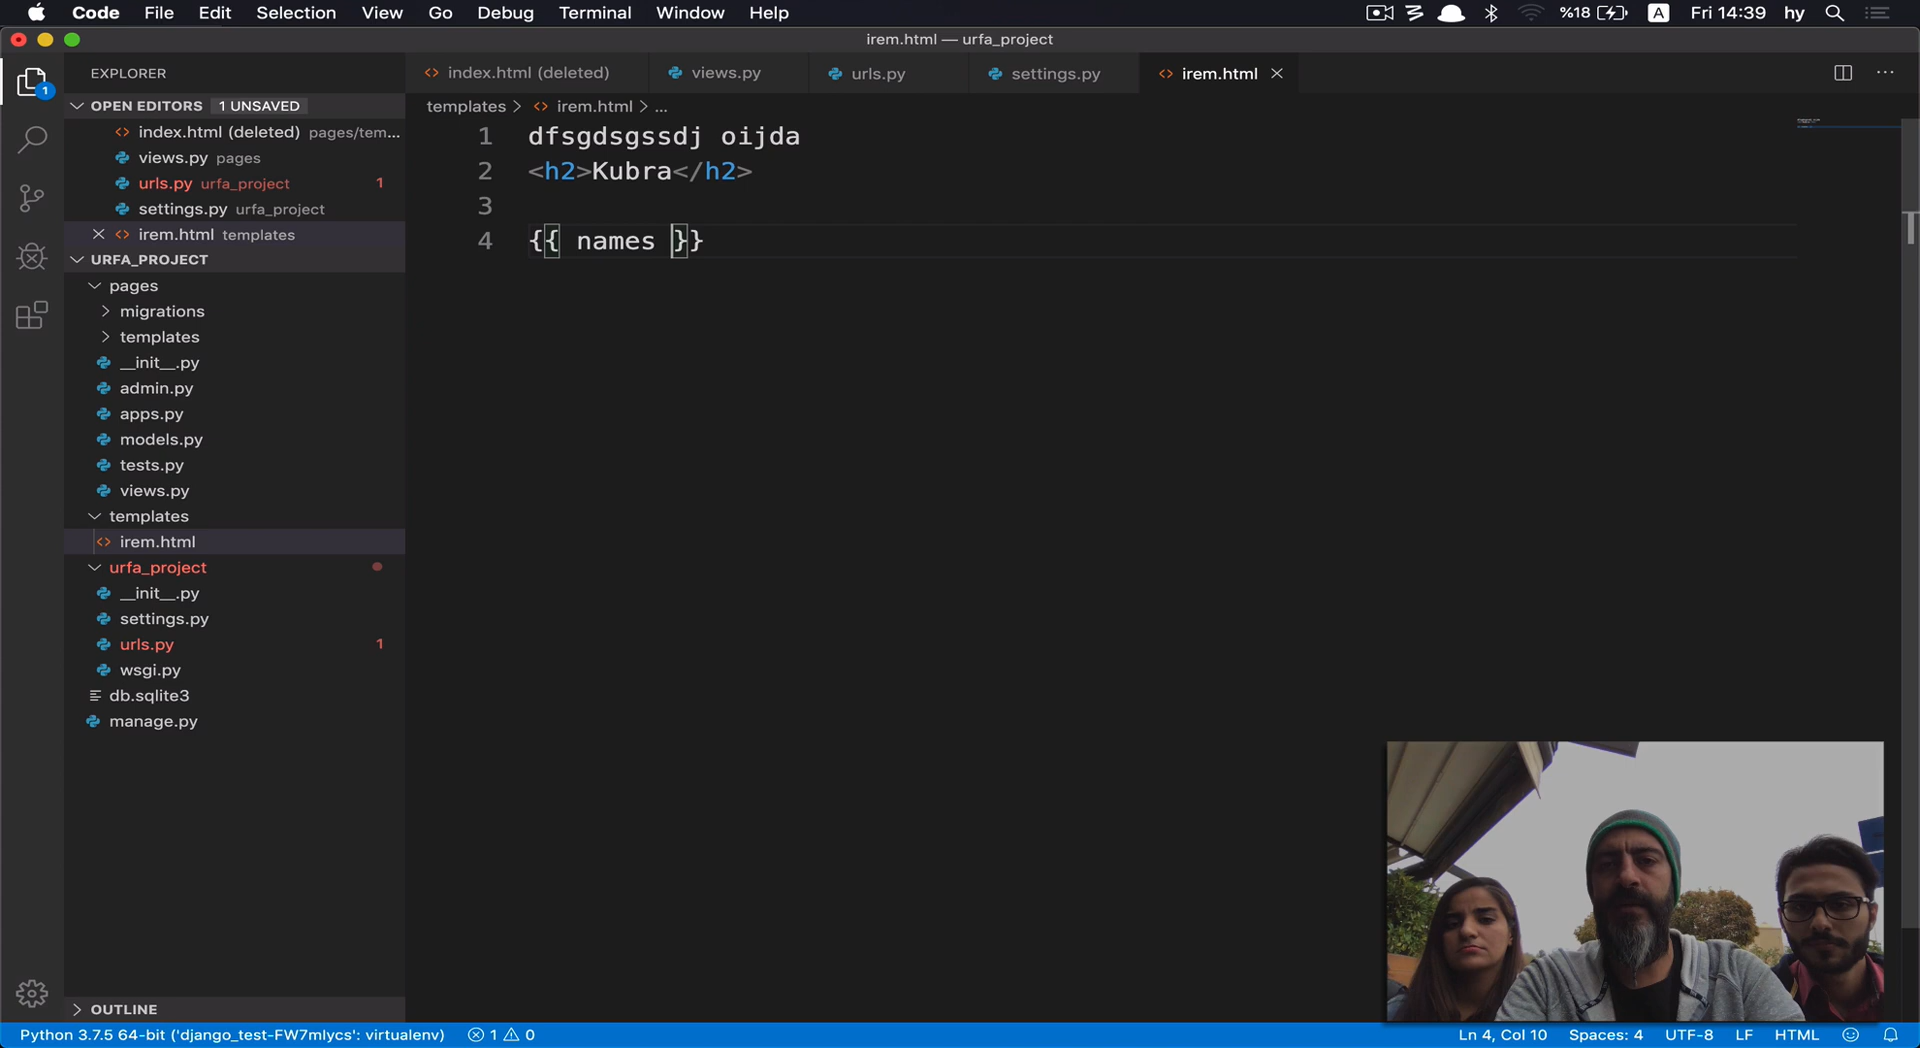 Code File Edit Selection View Go Debug Terminal Window Help %18 A Fri 14:39 hy
irem.html — urfa_project
EXPLORER
OPEN EDITORS 1 UNSAVED
index.html (deleted) pages/tem...
views.py pages
urls.py urfa_project 1
settings.py urfa_project
irem.html templates
URFA_PROJECT
pages
migrations
templates
__init__.py
admin.py
apps.py
models.py
tests.py
views.py
templates
irem.html
urfa_project
__init__.py
settings.py
urls.py 1
wsgi.py
db.sqlite3
manage.py
OUTLINE
1
index.html (deleted) views.py urls.py settings.py irem.html
templates > irem.html > ...
1 dfsgdsgssdj oijda
2 <h2>Kubra</h2>
3
4 {{ names }}
Python 3.7.5 64-bit ('django_test-FW7mIycs': virtualenv) 1 0 Ln 4, Col 10 Spaces: 4 UTF-8 LF HTML